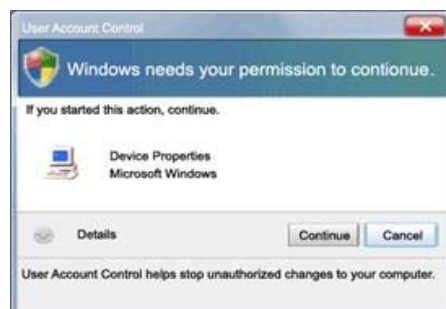 User Account Control
Windows needs your permission to contionue.
If you started this action, continue.
Device Properties
Microsoft Windows
Details
Continue
Cancel
User Account Control helps stop unauthorized changes to your computer.